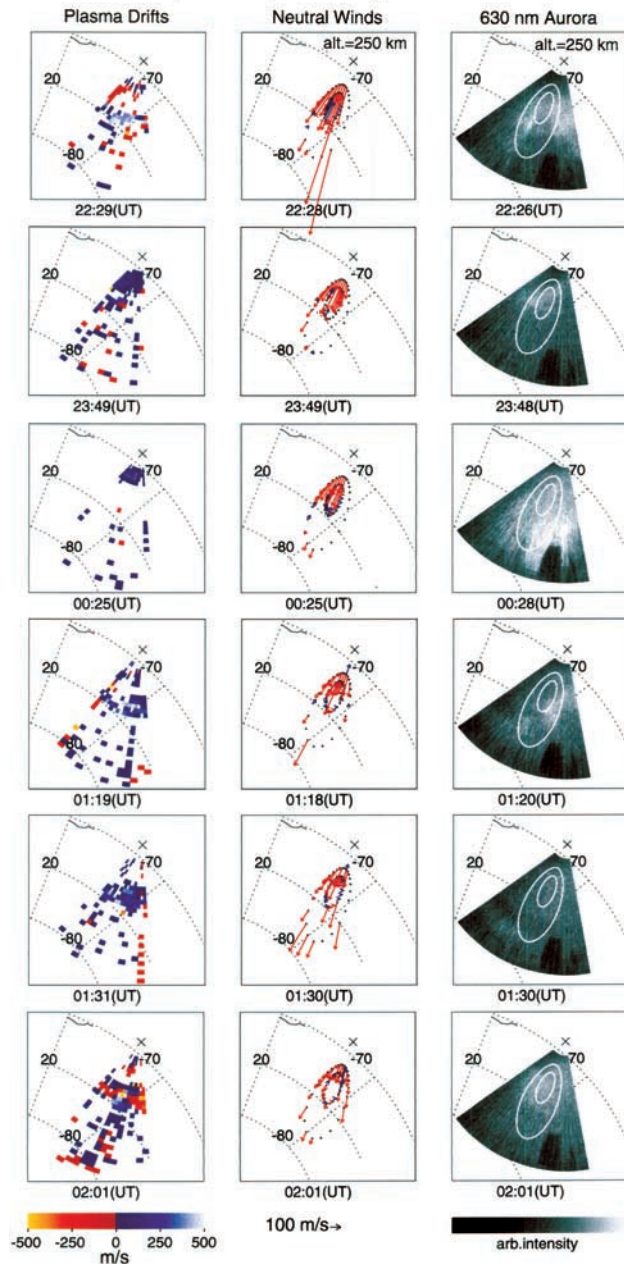 Plasma Drifts Neutral Winds 630 nm Aurora
alt.=250 km alt.=250 km
20 -70 20 -70 20 -70
-80 -80 -80
22:29(UT) 22:28(UT) 22:26(UT)
20 70 20 70 20 70
-80 -80 -80
23:49(UT) 23:49(UT) 23:48(UT)
20 70 20 70 20 70
-80 -80 -80
00:25(UT) 00:25(UT) 00:28(UT)
20 -70 20 -70 20 -70
-80 -80 -80
01:19(UT) 01:18(UT) 01:20(UT)
20 -70 20 -70 20 -70
-80 -80 -80
01:31(UT) 01:30(UT) 01:30(UT)
20 -70 20 -70 20 -70
-80 -80 -80
02:01(UT) 02:01(UT) 02:01(UT)
100 m/s→
-500 -250 0 250 500
m/s arb.intensity